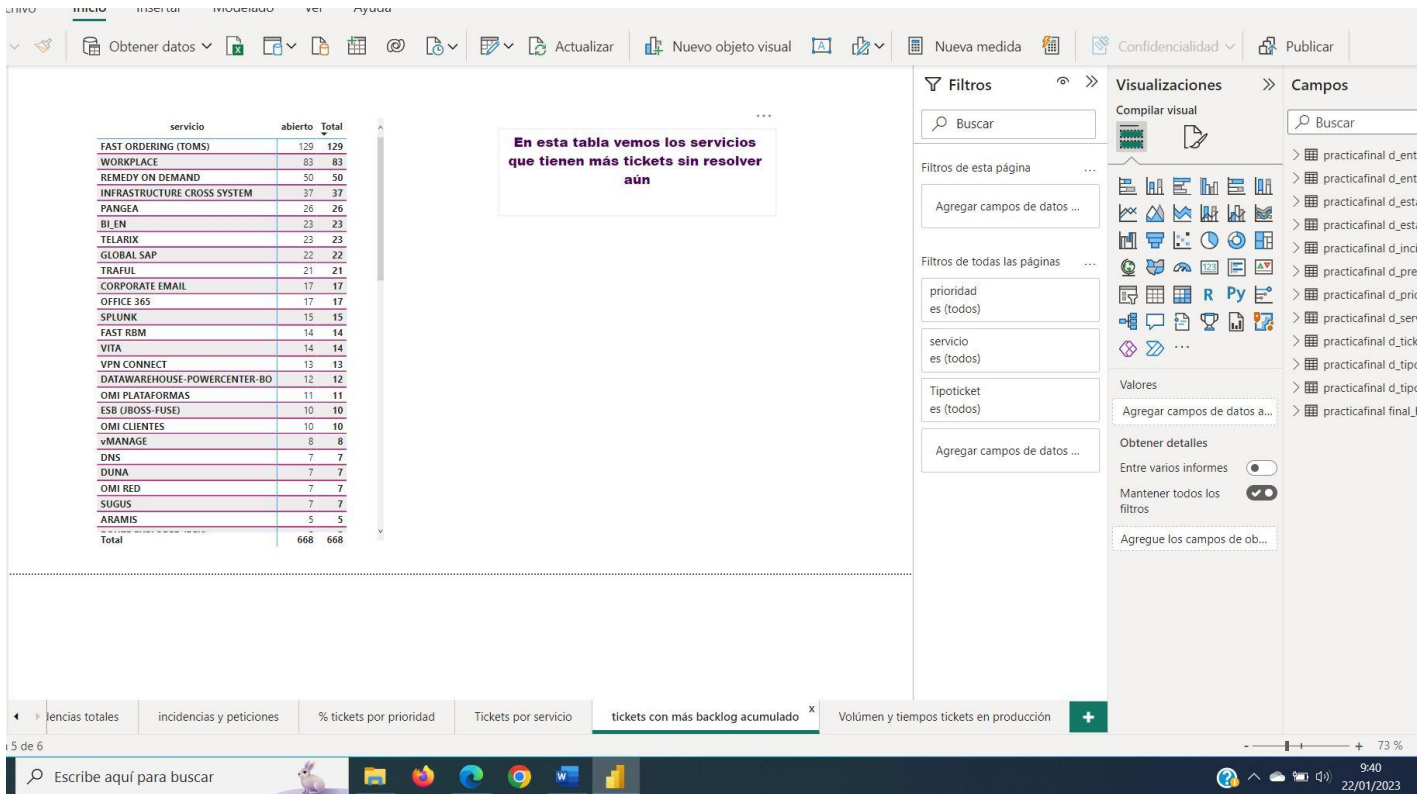 Inicio
Insertar
Modelado
Ver
Ayuda
Obtener datos
Actualizar
Nuevo objeto visual
Nueva medida
Confidencialidad
Publicar
servicio abierto Total
FAST ORDERING (TOMS) 129 129
WORKPLACE 83 83
REMEDY ON DEMAND 50 50
INFRASTRUCTURE CROSS SYSTEM 37 37
PANGEA 26 26
BI_EN 23 23
TELARIX 23 23
GLOBAL SAP 22 22
TRAFUL 21 21
CORPORATE EMAIL 17 17
OFFICE 365 17 17
SPLUNK 15 15
FAST RBM 14 14
VITA 14 14
VPN CONNECT 13 13
DATAWAREHOUSE-POWERCENTER-BO 12 12
OMI PLATAFORMAS 11 11
ESB (JBOSS-FUSE) 10 10
OMI CLIENTES 10 10
vMANAGE 8 8
DNS 7 7
DUNA 7 7
OMI RED 7 7
SUGUS 7 7
ARAMIS 5 5
Total 668 668
En esta tabla vemos los servicios
que tienen más tickets sin resolver
aún
Filtros
Buscar
Filtros de esta página
Agregar campos de datos ...
Filtros de todas las páginas
prioridad
es (todos)
servicio
es (todos)
Tipoticket
es (todos)
Agregar campos de datos ...
Visualizaciones
Compilar visual
123
R Py
Valores
Agregar campos de datos a...
Obtener detalles
Entre varios informes
Mantener todos los
filtros
Agregue los campos de ob...
Campos
Buscar
practicafinal d_ent
practicafinal d_ent
practicafinal d_esta
practicafinal d_esta
practicafinal d_inci
practicafinal d_pre
practicafinal d_prio
practicafinal d_ser
practicafinal d_tick
practicafinal d_tipo
practicafinal d_tipo
practicafinal final_
lencias totales
incidencias y peticiones
% tickets por prioridad
Tickets por servicio
tickets con más backlog acumulado x
Volúmen y tiempos tickets en producción
5 de 6
- + 73 %
Escribe aquí para buscar
9:40
22/01/2023